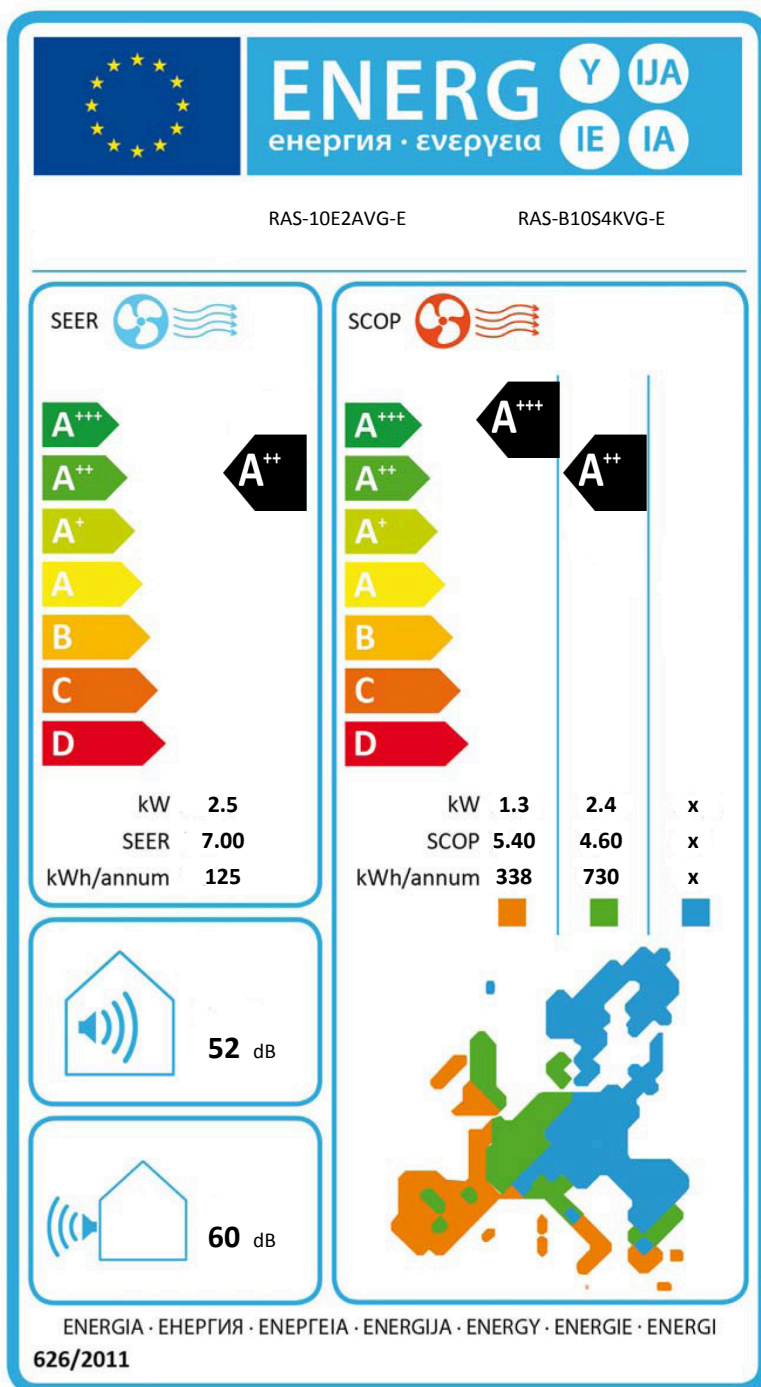 ENERG Y IJA
енергия · ενεργεια IE IA
RAS-10E2AVG-E RAS-B10S4KVG-E
SEER
A+++
A++
A+
A
B
C
D
A++
kW 2.5
SEER 7.00
kWh/annum 125
SCOP
A+++
A++
A+
A
B
C
D
A+++
A++
kW 1.3 2.4 x
SCOP 5.40 4.60 x
kWh/annum 338 730 x
52 dB
60 dB
ENERGIA · ЕНЕРГИЯ · ΕΝΕΡΓΕΙΑ · ENERGIJA · ENERGY · ENERGIE · ENERGI
626/2011